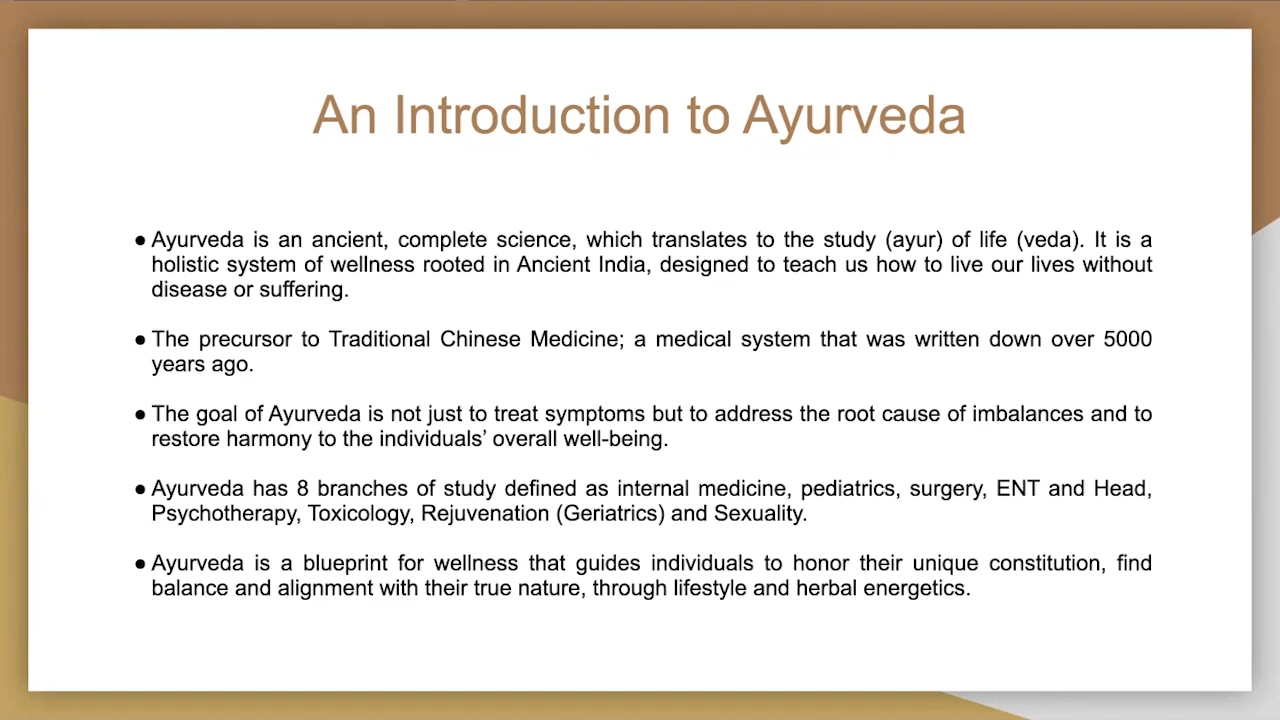 An Introduction to Ayurveda
● Ayurveda is an ancient, complete science, which translates to the study (ayur) of life (veda). It is a
holistic system of wellness rooted in Ancient India, designed to teach us how to live our lives without
disease or suffering.
● The precursor to Traditional Chinese Medicine; a medical system that was written down over 5000
years ago.
● The goal of Ayurveda is not just to treat symptoms but to address the root cause of imbalances and to
restore harmony to the individuals’ overall well-being.
● Ayurveda has 8 branches of study defined as internal medicine, pediatrics, surgery, ENT and Head,
Psychotherapy, Toxicology, Rejuvenation (Geriatrics) and Sexuality.
● Ayurveda is a blueprint for wellness that guides individuals to honor their unique constitution, find
balance and alignment with their true nature, through lifestyle and herbal energetics.